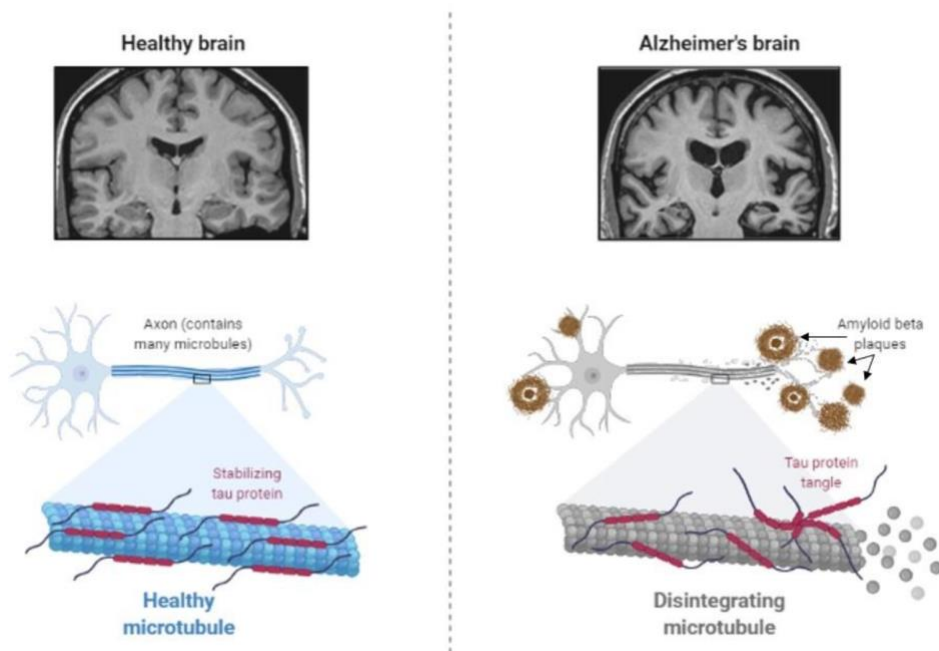 Healthy brain
Axon (contains
many microbules)
Stabilizing
tau protein
Healthy
microtubule
Alzheimer's brain
Amyloid beta
plaques
Tau protein
tangle
Disintegrating
microtubule